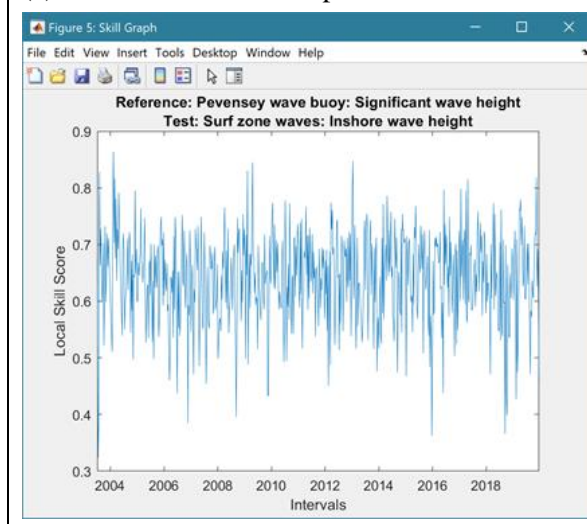 Figure 5: Skill Graph
File Edit View Insert Tools Desktop Window Help
Reference: Pevensey wave buoy: Significant wave height
Test: Surf zone waves: Inshore wave height
0.9
0.8
0.7
0.6
0.5
0.4
0.3
Local Skill Score
2004 2006 2008 2010 2012 2014 2016 2018
Intervals